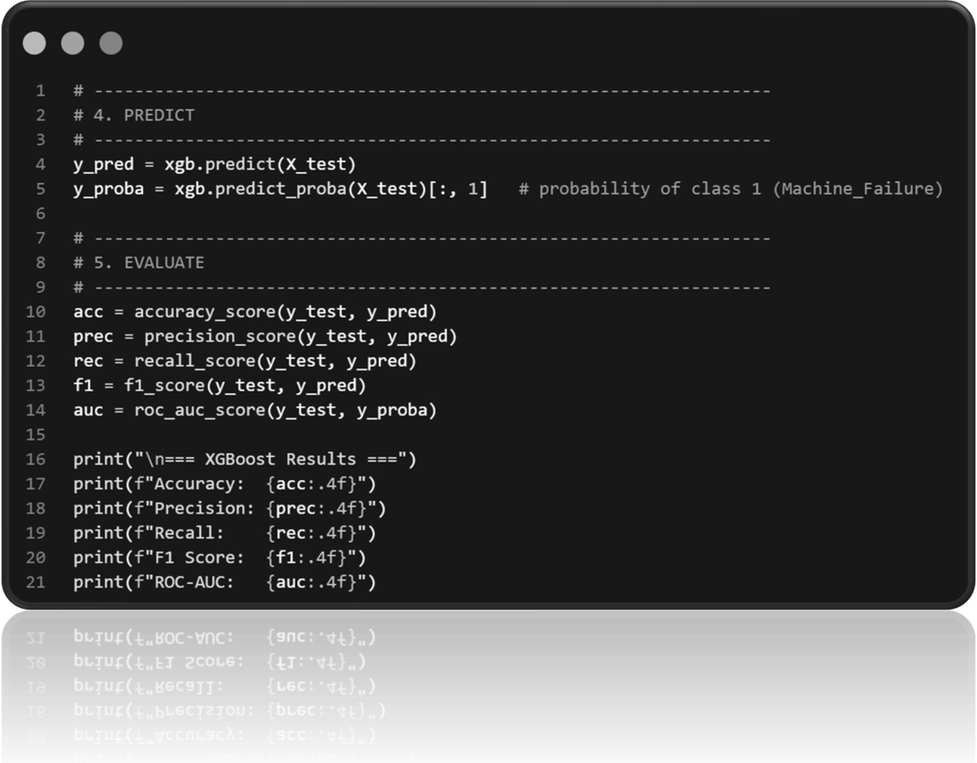 1 # -------------------------------------------------------------------
2 # 4. PREDICT
3 # -------------------------------------------------------------------
4 y_pred = xgb.predict(X_test)
5 y_proba = xgb.predict_proba(X_test)[:, 1]   # probability of class 1 (Machine_Failure)
6
7 # -------------------------------------------------------------------
8 # 5. EVALUATE
9 # -------------------------------------------------------------------
10 acc = accuracy_score(y_test, y_pred)
11 prec = precision_score(y_test, y_pred)
12 rec = recall_score(y_test, y_pred)
13 f1 = f1_score(y_test, y_pred)
14 auc = roc_auc_score(y_test, y_proba)
15
16 print("\n=== XGBoost Results ===")
17 print(f"Accuracy:  {acc:.4f}")
18 print(f"Precision: {prec:.4f}")
19 print(f"Recall:    {rec:.4f}")
20 print(f"F1 Score:  {f1:.4f}")
21 print(f"ROC-AUC:   {auc:.4f}")